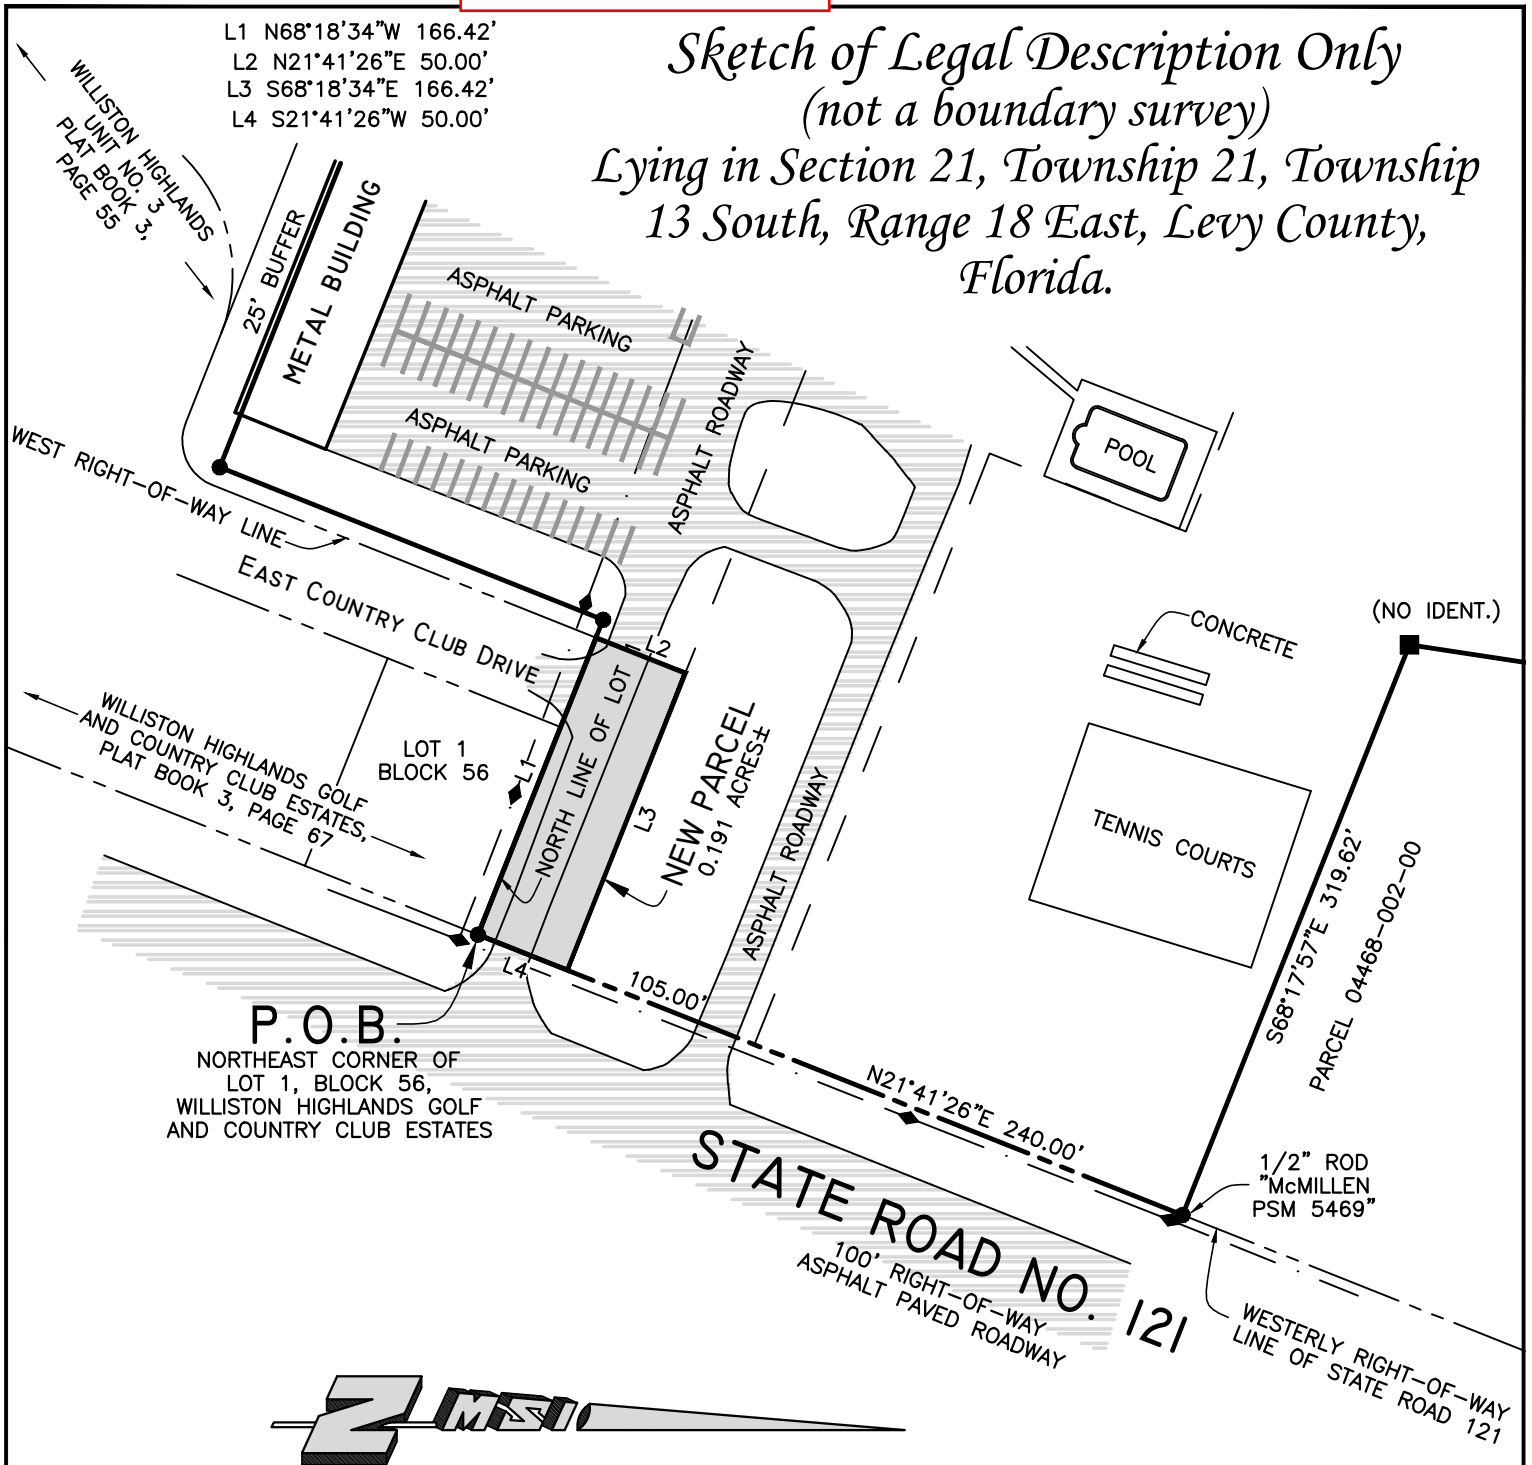 L1 N68°18'34"W 166.42'
L2 N21°41'26"E 50.00'
L3 S68°18'34"E 166.42'
L4 S21°41'26"W 50.00'
Sketch of Legal Description Only
(not a boundary survey)
Lying in Section 21, Township 21, Township
13 South, Range 18 East, Levy County,
Florida.
WILLISTON HIGHLANDS
UNIT NO. 3
PLAT BOOK 3,
PAGE 55
25' BUFFER
METAL BUILDING
ASPHALT PARKING
ASPHALT PARKING
ASPHALT ROADWAY
POOL
WEST RIGHT-OF-WAY LINE
EAST COUNTRY CLUB DRIVE
(NO IDENT.)
CONCRETE
L2
WILLISTON HIGHLANDS GOLF
AND COUNTRY CLUB ESTATES,
PLAT BOOK 3, PAGE 67
LOT 1
BLOCK 56
L1
NORTH LINE OF LOT
L3
NEW PARCEL
0.191 ACRES±
ASPHALT ROADWAY
TENNIS COURTS
S68°17'57"E 319.62'
PARCEL 04468-002-00
L4
105.00'
P.O.B.
NORTHEAST CORNER OF
LOT 1, BLOCK 56,
WILLISTON HIGHLANDS GOLF
AND COUNTRY CLUB ESTATES
N21°41'26"E 240.00'
1/2" ROD
"McMILLEN
PSM 5469"
STATE ROAD NO. 121
100' RIGHT-OF-WAY
ASPHALT PAVED ROADWAY
WESTERLY RIGHT-OF-WAY
LINE OF STATE ROAD 121
Z MSI